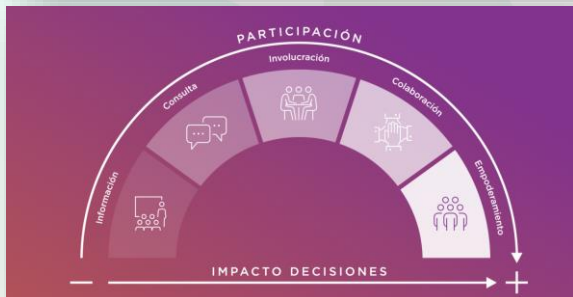 PARTICIPACIÓN
Información
Consulta
Involucración
Colaboración
Empoderamiento
IMPACTO DECISIONES